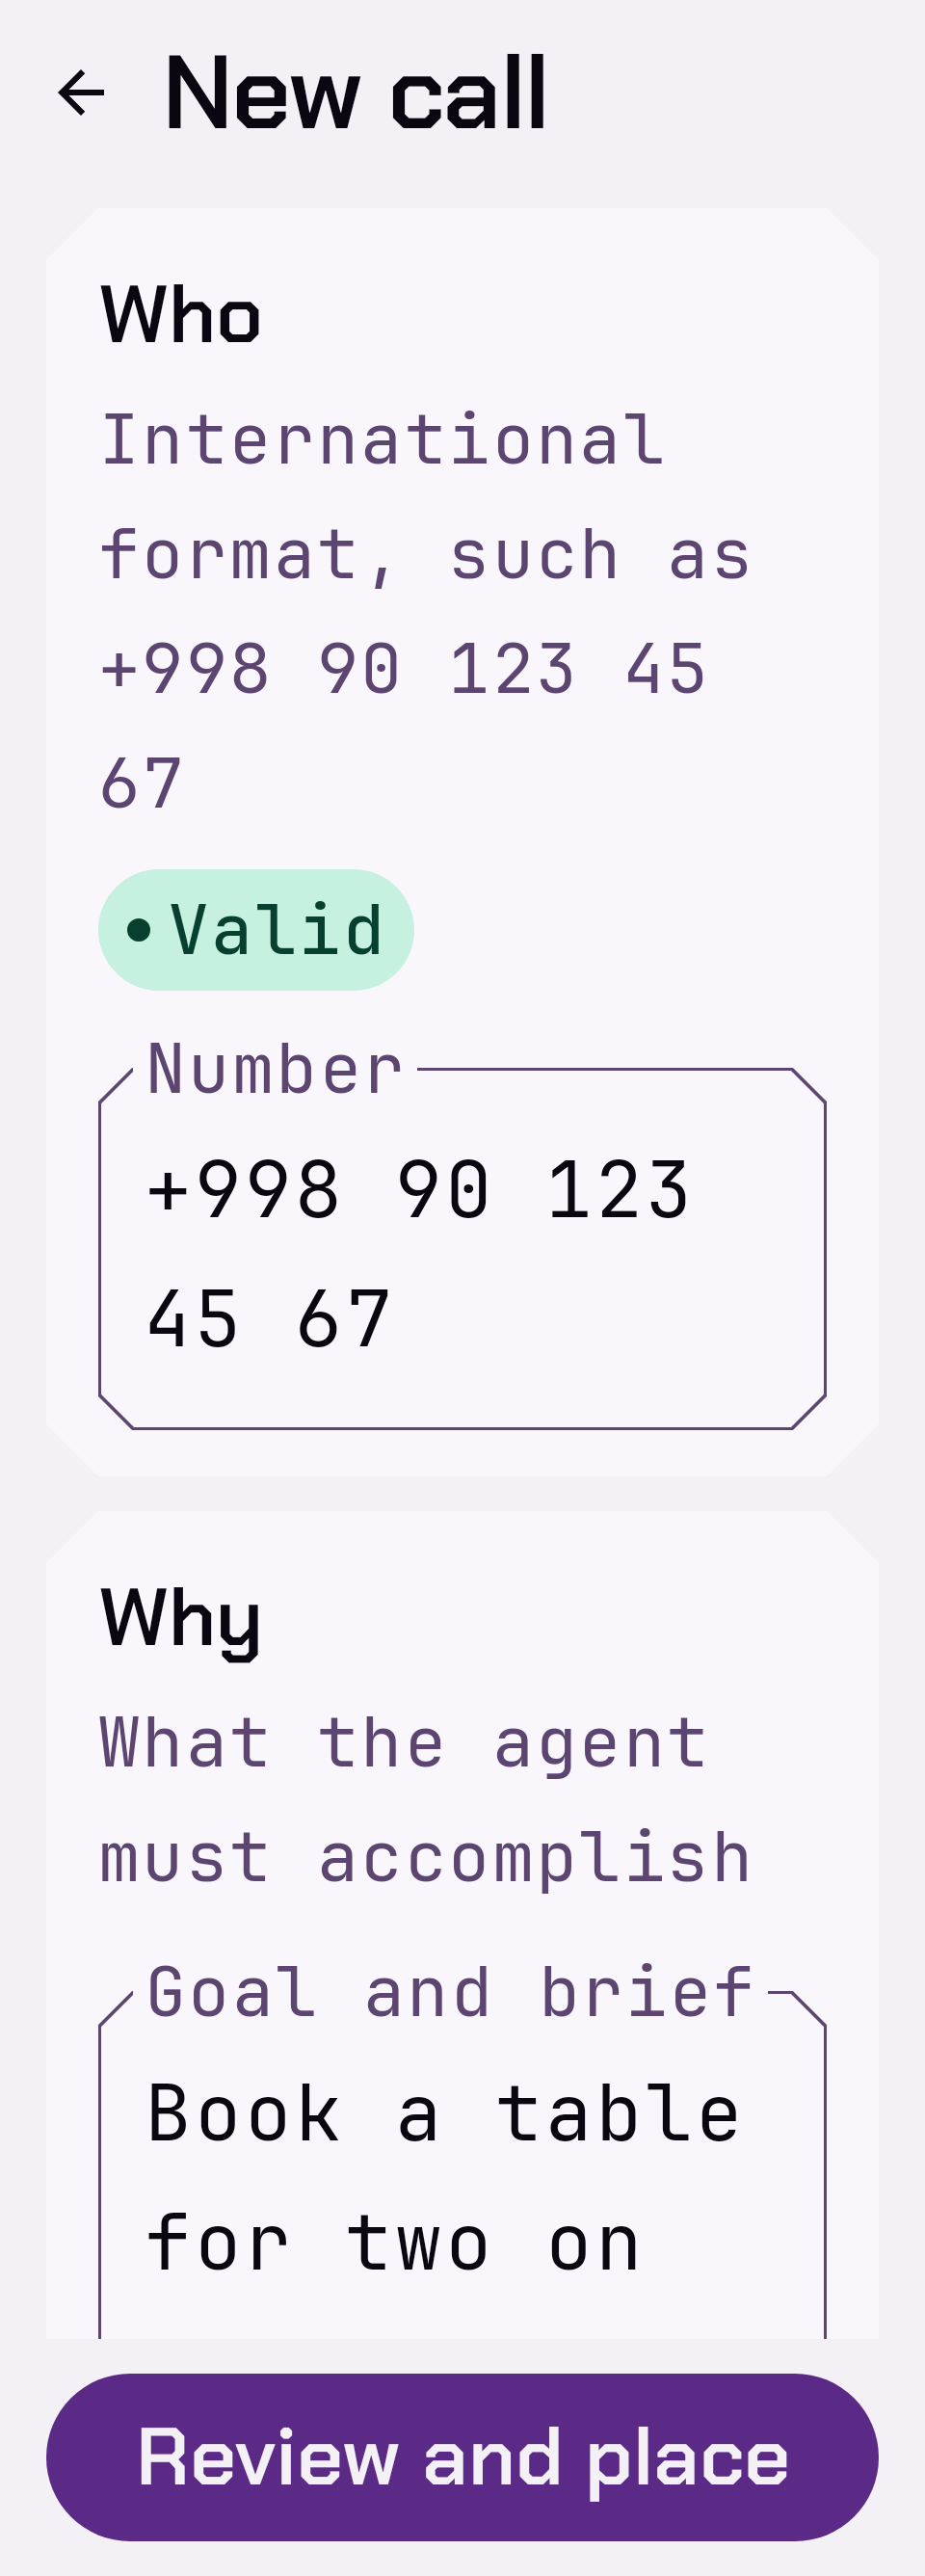 New call
Who
International
format, such as
+998 90 123 45
67
Valid
Number
+998 90 123
45 67
Why
What the agent
must accomplish
Goal and brief
Book a table
for two on
Review and place